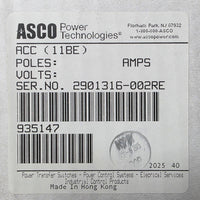 ASCO Power Technologies®
Florham Park, NJ 07932
1-800-800-ASCO
www.ascopower.com
ACC (11BE)
POLES: AMPS
VOLTS:
SER.NO. 2901316-002RE
935147
2025 40
Power Transfer Switches - Power Control Systems - Electrical Services
Industrial Control Products
Made in Hong Kong